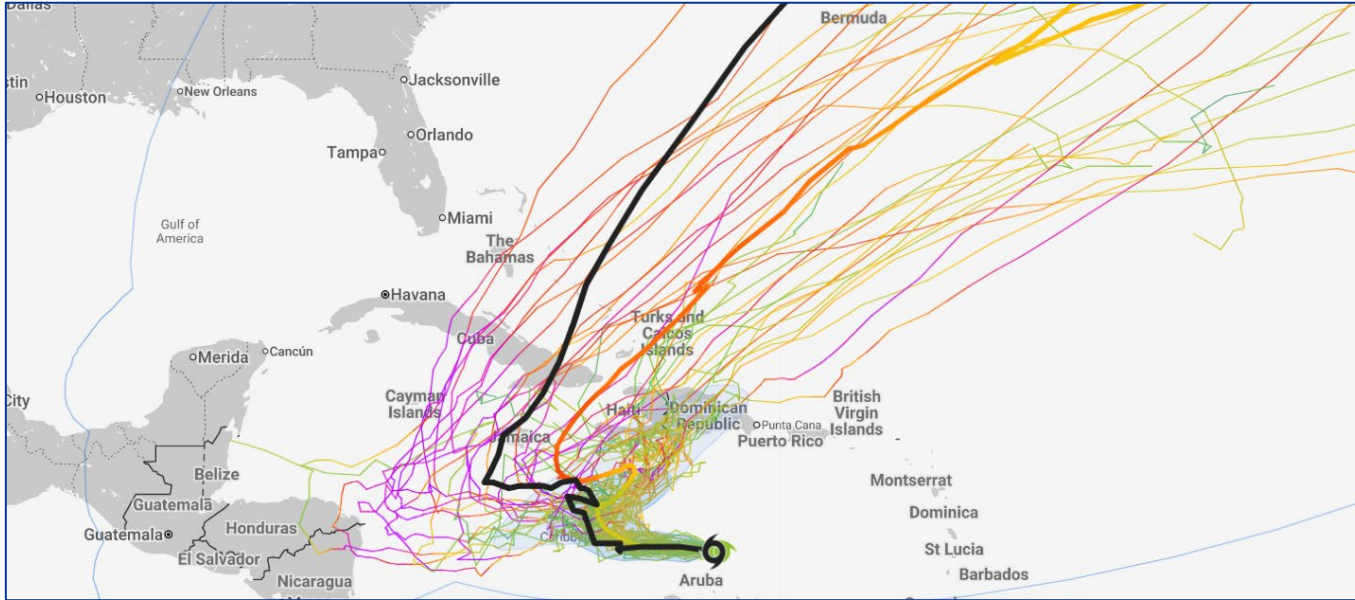 Dallas
Bermuda
stin
Houston
New Orleans
Jacksonville
Orlando
Tampa
Gulf of
America
Miami
The
Bahamas
Havana
Turks and
Caicos
Islands
Cuba
Merida
Cancún
City
Cayman
Islands
Haiti
Dominican
Republic
British
Virgin
Islands
Punta Cana
Puerto Rico
Jamaica
Belize
Montserrat
Guatemala
Honduras
Dominica
Guatemala
El Salvador
St Lucia
Nicaragua
Aruba
Barbados